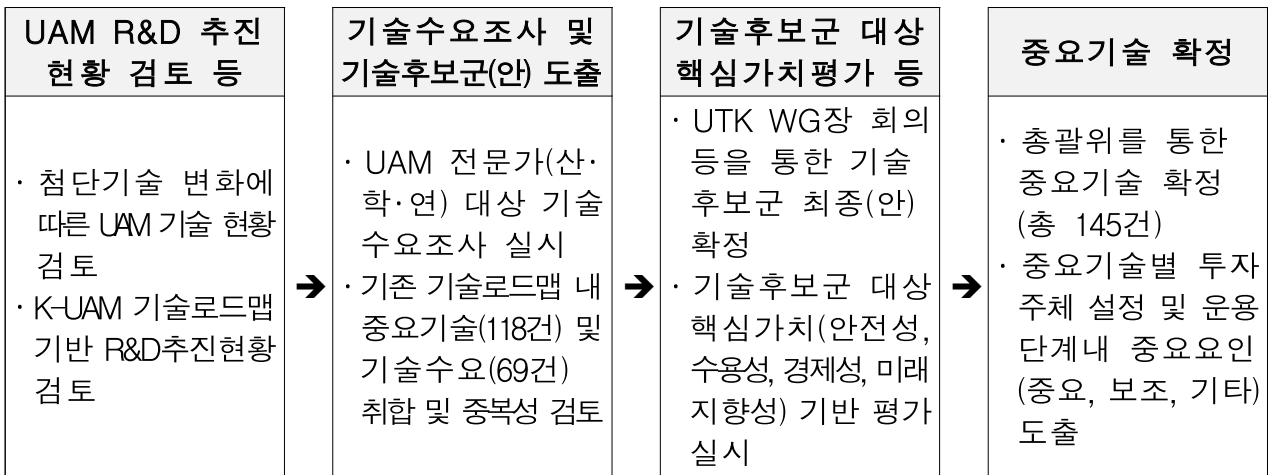 UAM R&D 추진
현황 검토 등
· 첨단기술 변화에
따른 UAM 기술 현황
검토
· K-UAM 기술로드맵
기반 R&D추진현황
검토
➔
기술수요조사 및
기술후보군(안) 도출
· UAM 전문가(산·
학·연) 대상 기술
수요조사 실시
· 기존 기술로드맵 내
중요기술(118건) 및
기술수요(69건)
취합 및 중복성 검토
➔
기술후보군 대상
핵심가치평가 등
· UTK WG장 회의
등을 통한 기술
후보군 최종(안)
확정
· 기술후보군 대상
핵심가치(안전성,
수용성, 경제성, 미래
지향성) 기반 평가
실시
➔
중요기술 확정
· 총괄위를 통한
중요기술 확정
(총 145건)
· 중요기술별 투자
주체 설정 및 운용
단계내 중요요인
(중요, 보조, 기타)
도출